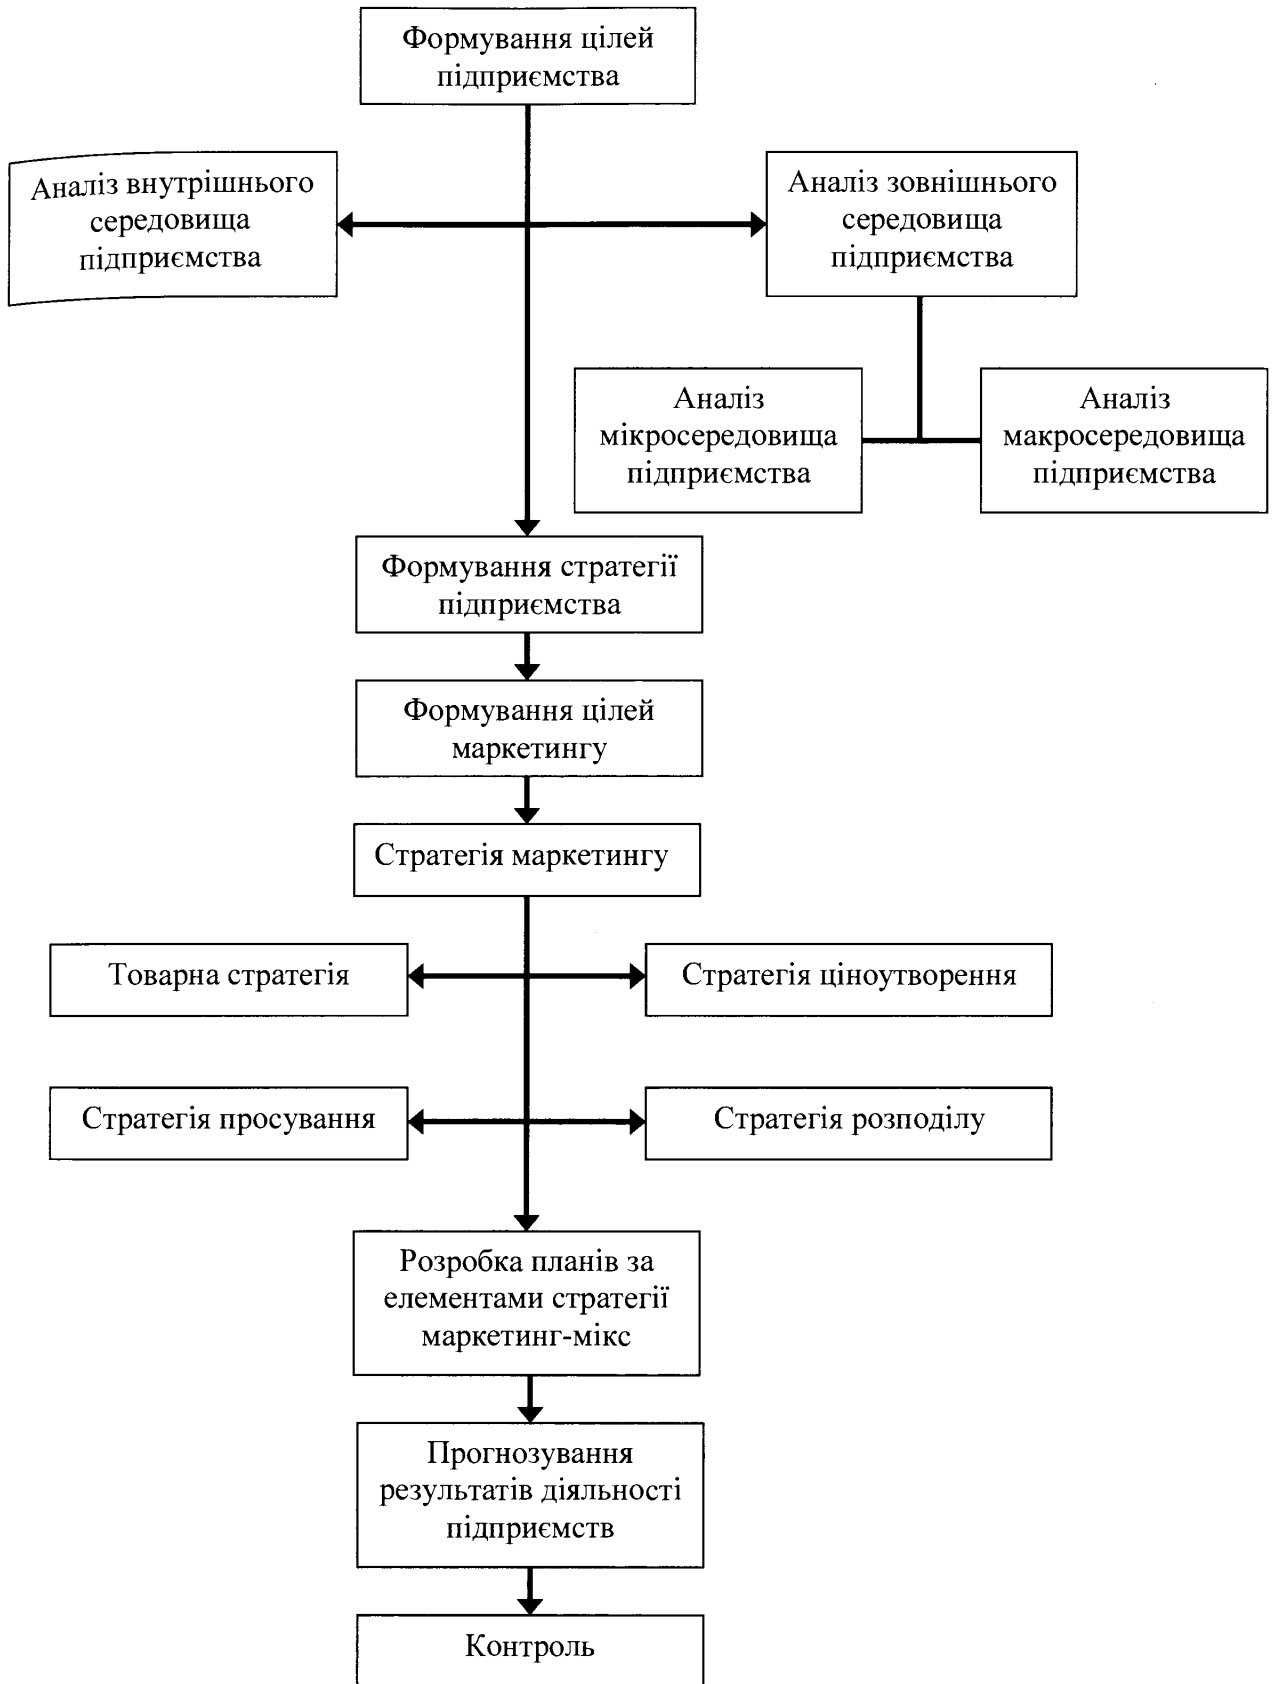 Формування цілей
підприємства
Аналіз внутрішнього
середовища
підприємства
Аналіз зовнішнього
середовища
підприємства
Аналіз
мікросередовища
підприємства
Аналіз
макросередовища
підприємства
Формування стратегії
підприємства
Формування цілей
маркетингу
Стратегія маркетингу
Товарна стратегія
Стратегія ціноутворення
Стратегія просування
Стратегія розподілу
Розробка планів за
елементами стратегії
маркетинг-мікс
Прогнозування
результатів діяльності
підприємств
Контроль